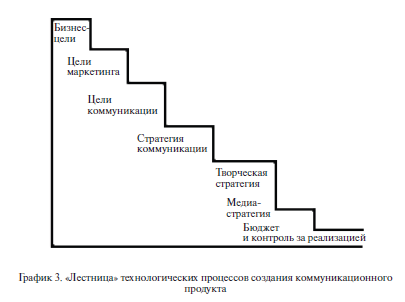 Бизнес-
цели
Цели
маркетинга
Цели
коммуникации
Стратегия
коммуникации
Творческая
стратегия
Медиа-
стратегия
Бюджет
и контроль за реализацией
График 3. «Лестница» технологических процессов создания коммуникационного
продукта